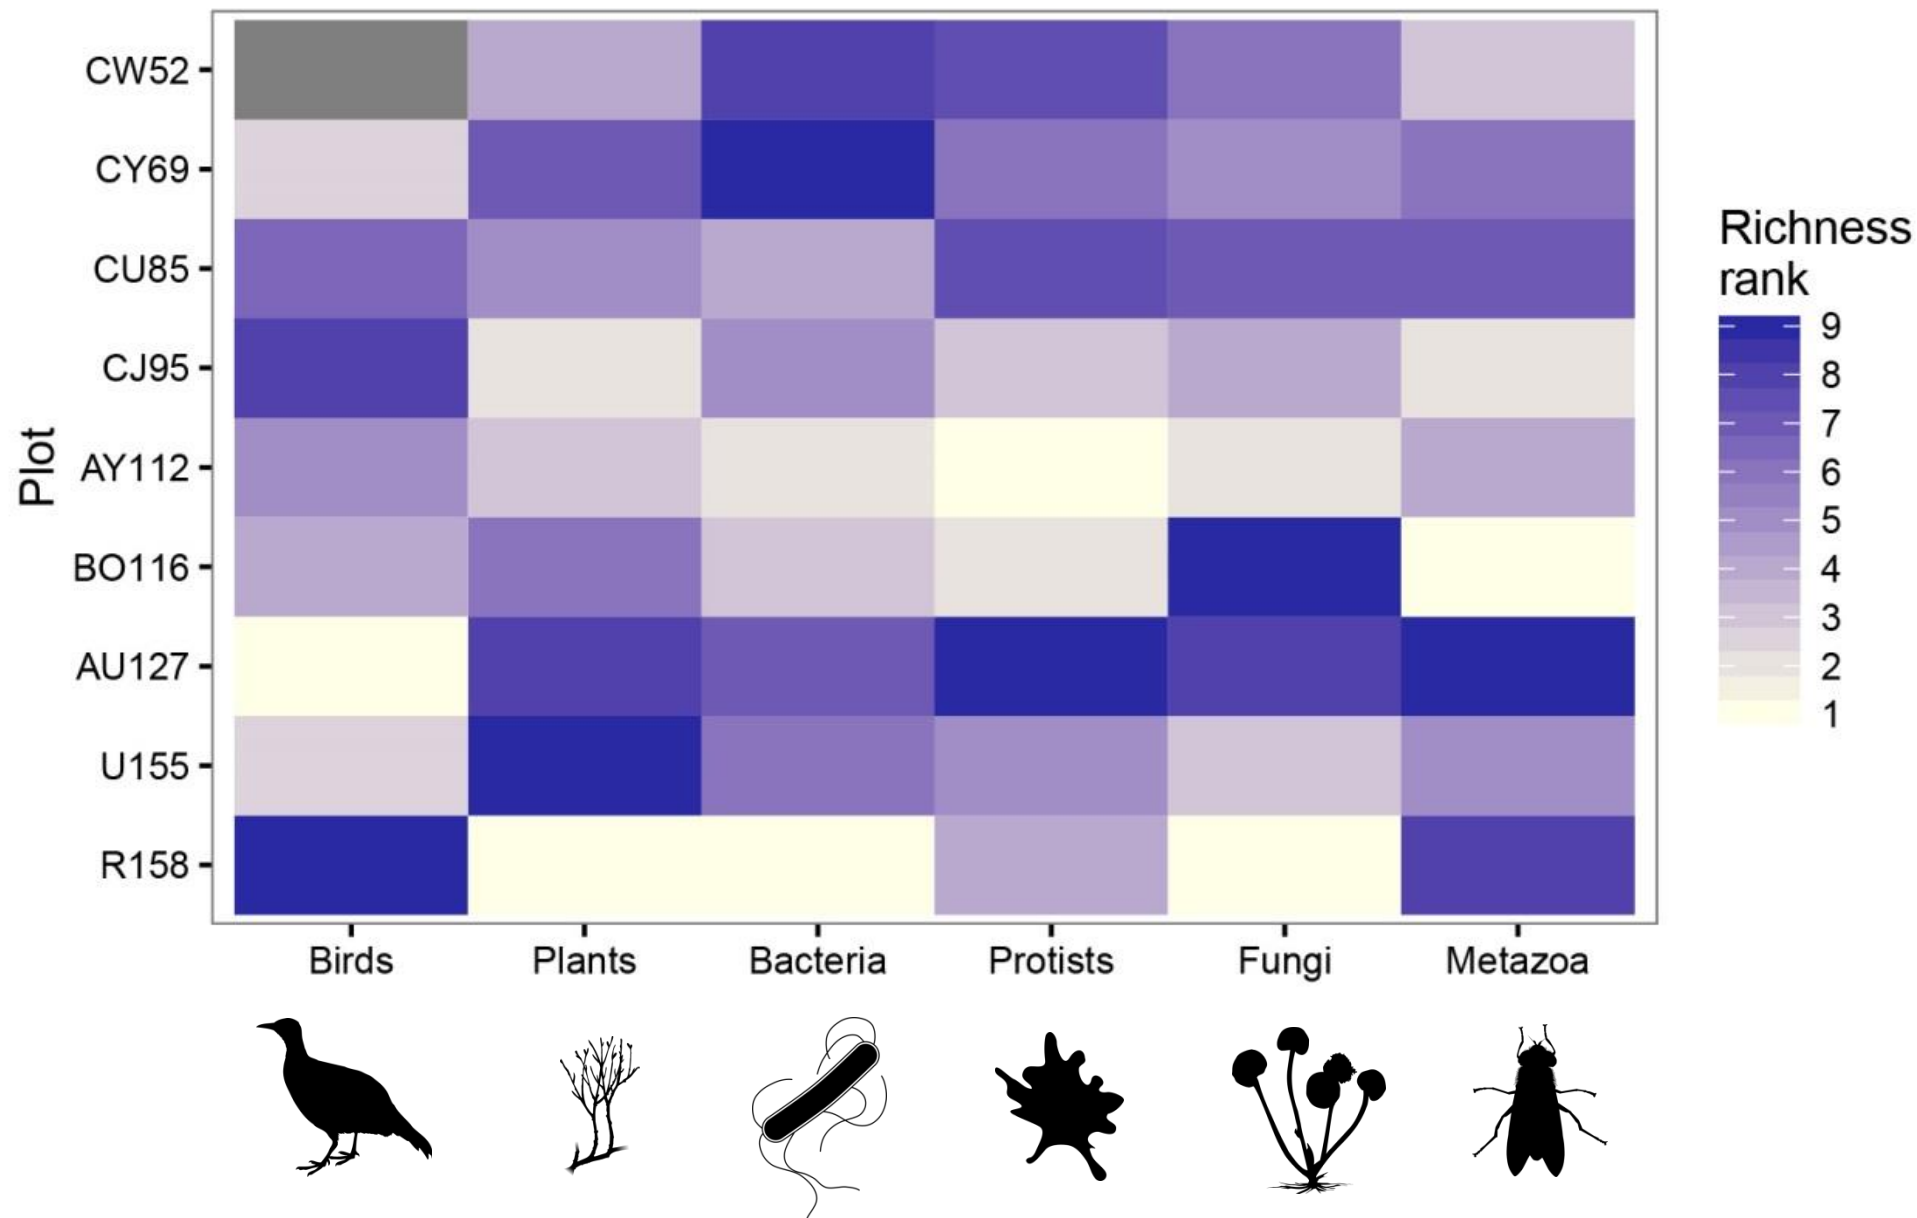 CW52
CY69
CU85
CJ95
AY112
BO116
AU127
U155
R158
Plot
Birds Plants Bacteria Protists Fungi Metazoa
Richness
rank
9
8
7
6
5
4
3
2
1